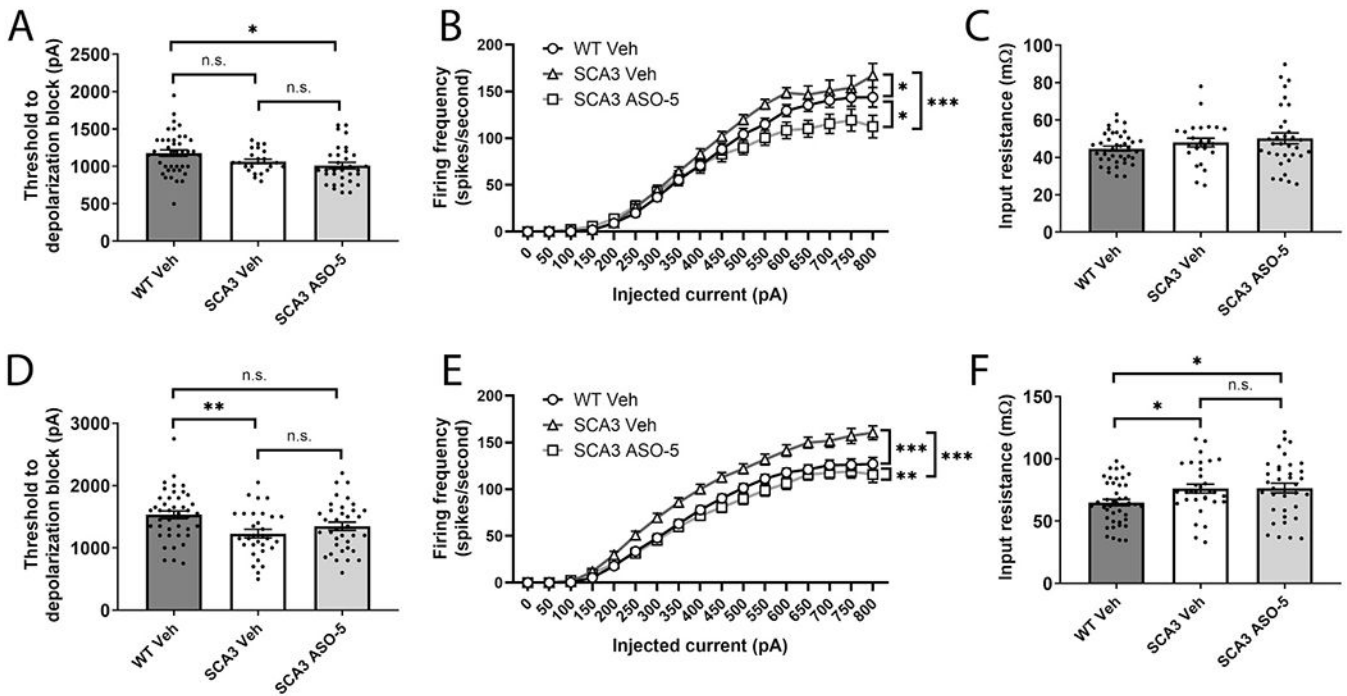 A
Threshold to
depolarization block (pA)
2500
2000
1500
1000
500
0
*
n.s.
n.s.
WT Veh
SCA3 Veh
SCA3 ASO-5
B
Firing frequency
(spikes/second)
200
150
100
50
0
WT Veh
SCA3 Veh
SCA3 ASO-5
*
*
***
0
50
100
150
200
250
300
350
400
450
500
550
600
650
700
750
800
Injected current (pA)
C
Input resistance (mΩ)
100
80
60
40
20
0
WT Veh
SCA3 Veh
SCA3 ASO-5
D
Threshold to
depolarization block (pA)
3000
2000
1000
0
n.s.
**
n.s.
WT Veh
SCA3 Veh
SCA3 ASO-5
E
Firing frequency
(spikes/second)
200
150
100
50
0
WT Veh
SCA3 Veh
SCA3 ASO-5
***
**
***
0
50
100
150
200
250
300
350
400
450
500
550
600
650
700
750
800
Injected current (pA)
F
Input resistance (mΩ)
150
100
50
0
*
n.s.
*
WT Veh
SCA3 Veh
SCA3 ASO-5